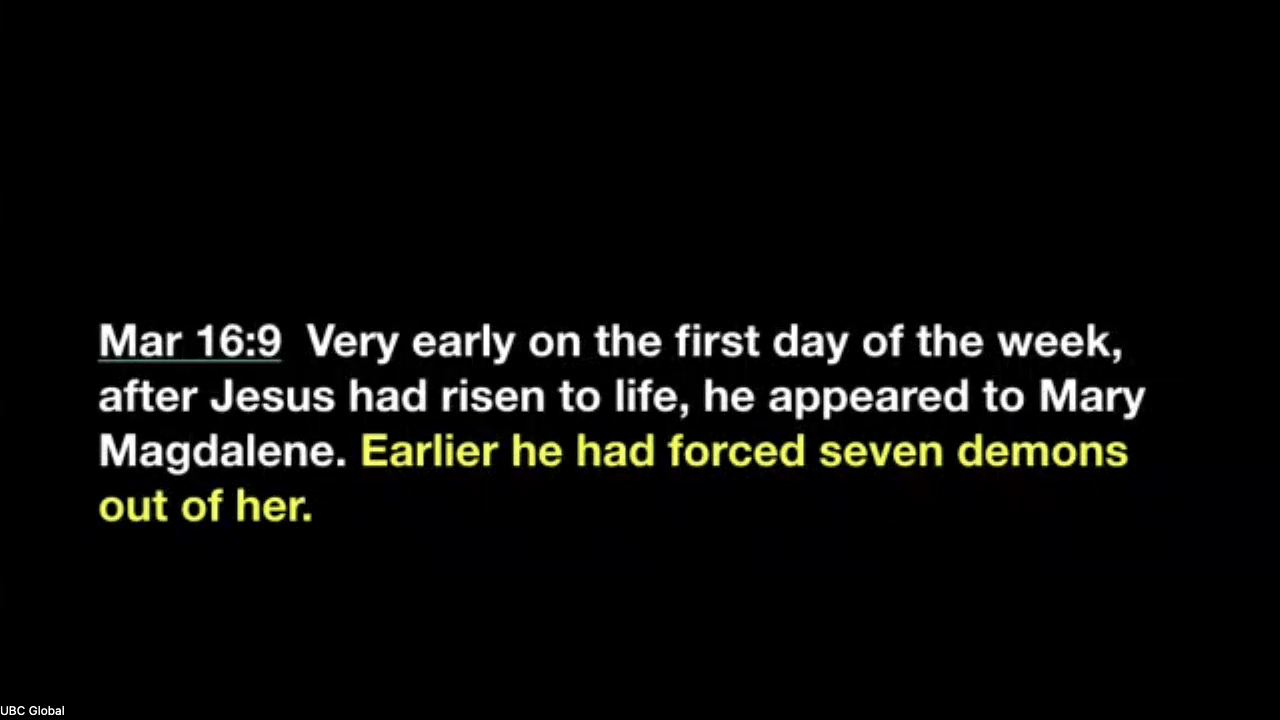 Mar 16:9  Very early on the first day of the week,
after Jesus had risen to life, he appeared to Mary
Magdalene. Earlier he had forced seven demons
out of her.
UBC Global